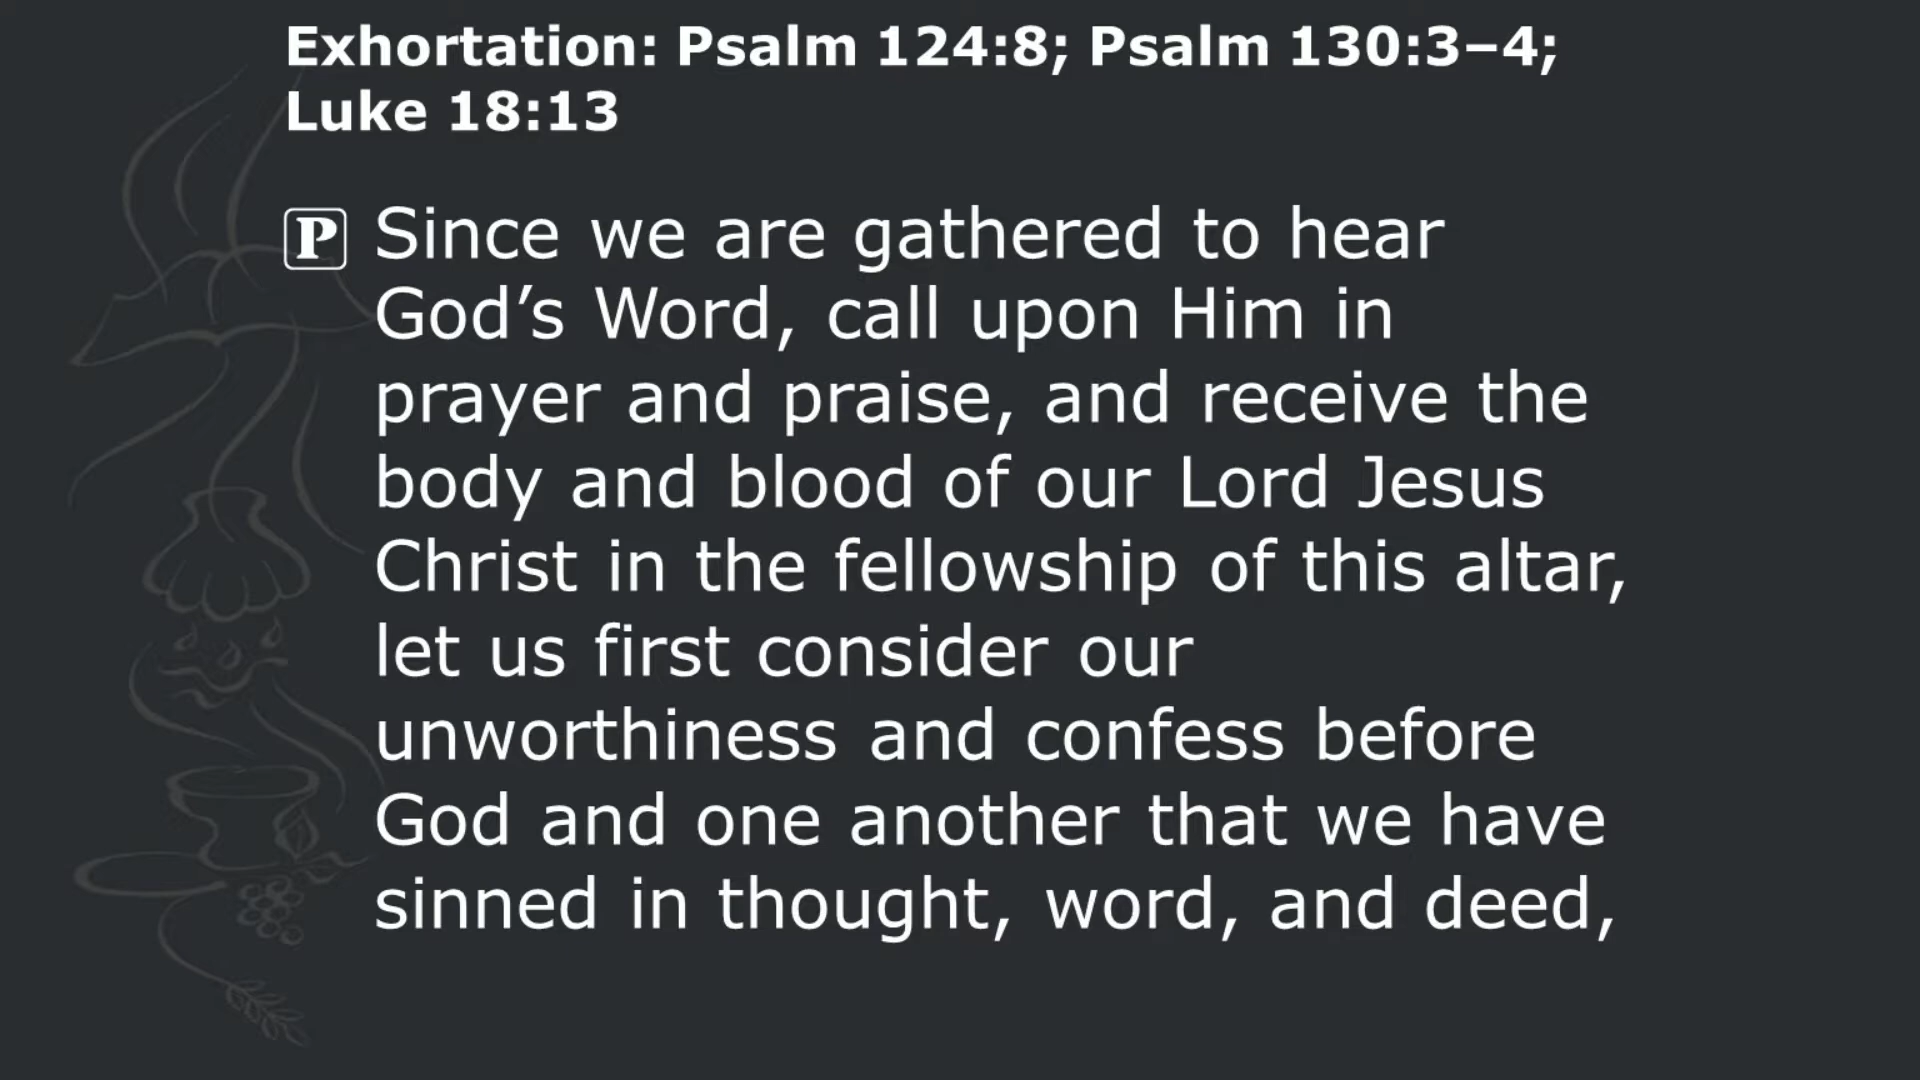 Exhortation: Psalm 124:8; Psalm 130:3–4;
Luke 18:13
P Since we are gathered to hear
God’s Word, call upon Him in
prayer and praise, and receive the
body and blood of our Lord Jesus
Christ in the fellowship of this altar,
let us first consider our
unworthiness and confess before
God and one another that we have
sinned in thought, word, and deed,